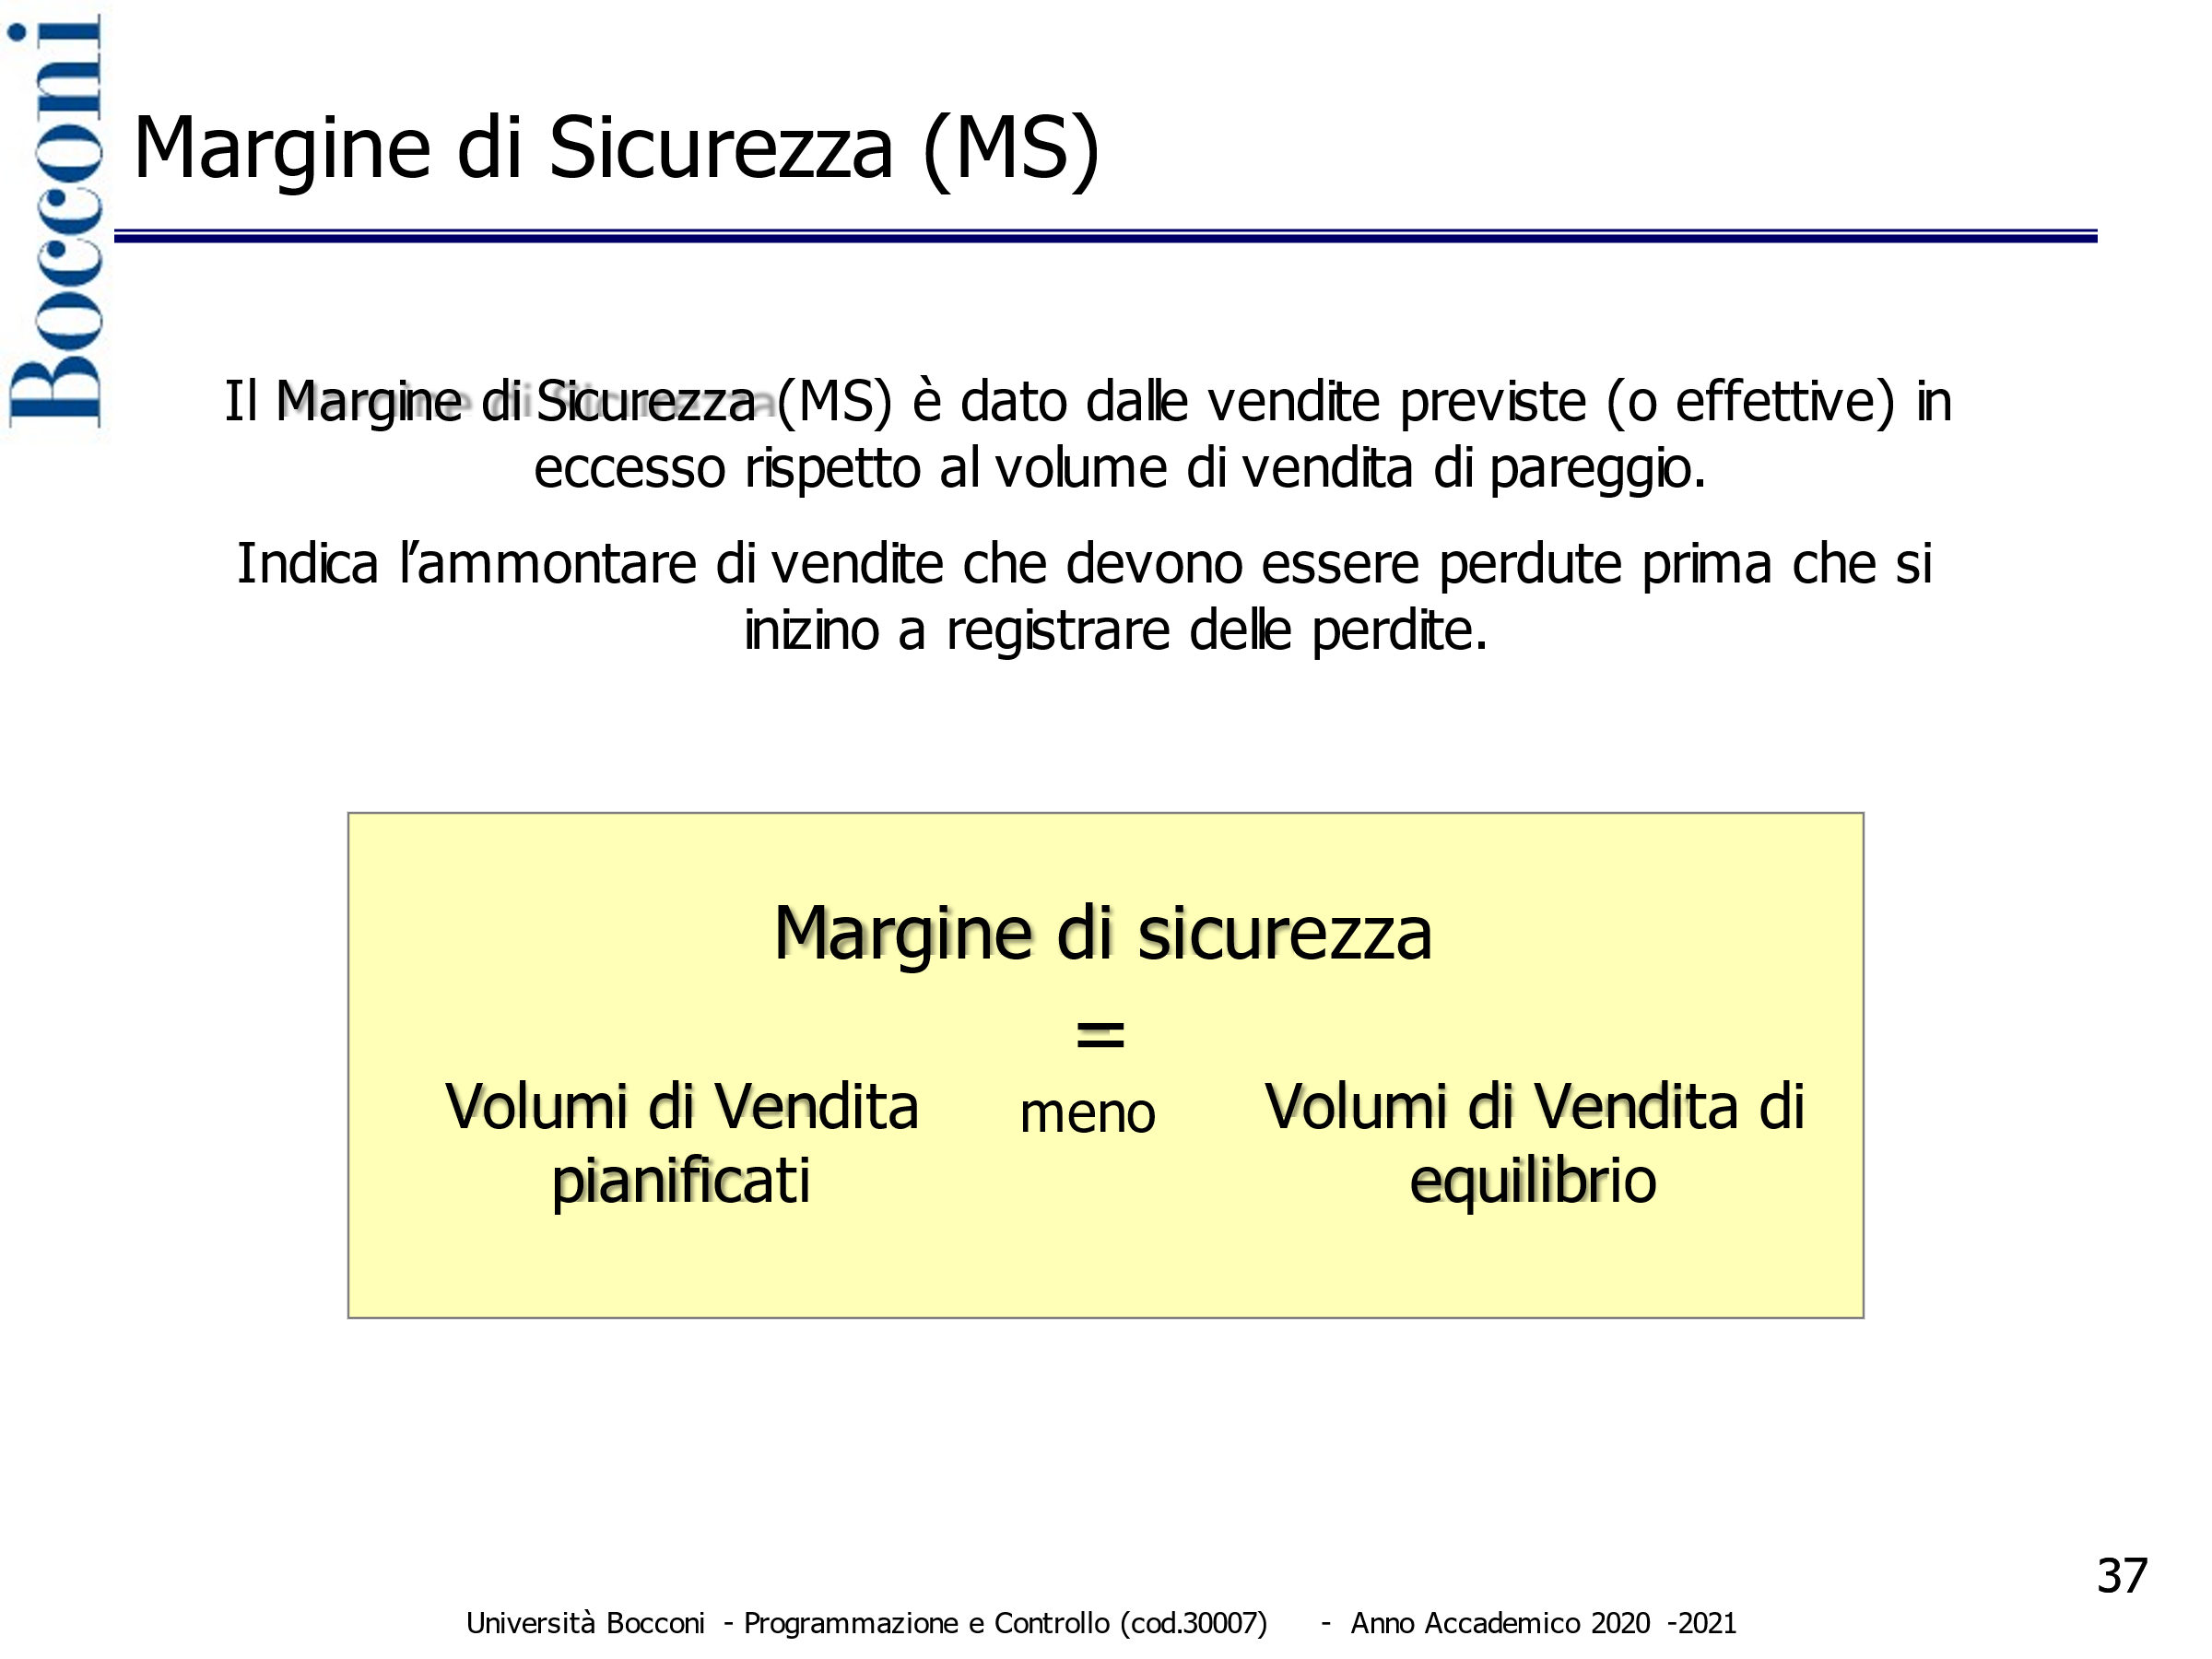 Bocconi
Margine di Sicurezza (MS)
Il Margine di Sicurezza (MS) è dato dalle vendite previste (o effettive) in
eccesso rispetto al volume di vendita di pareggio.
Indica l’ammontare di vendite che devono essere perdute prima che si
inizino a registrare delle perdite.
Margine di sicurezza
=
Volumi di Vendita meno Volumi di Vendita di
pianificati equilibrio
37
Università Bocconi - Programmazione e Controllo (cod.30007) - Anno Accademico 2020 -2021